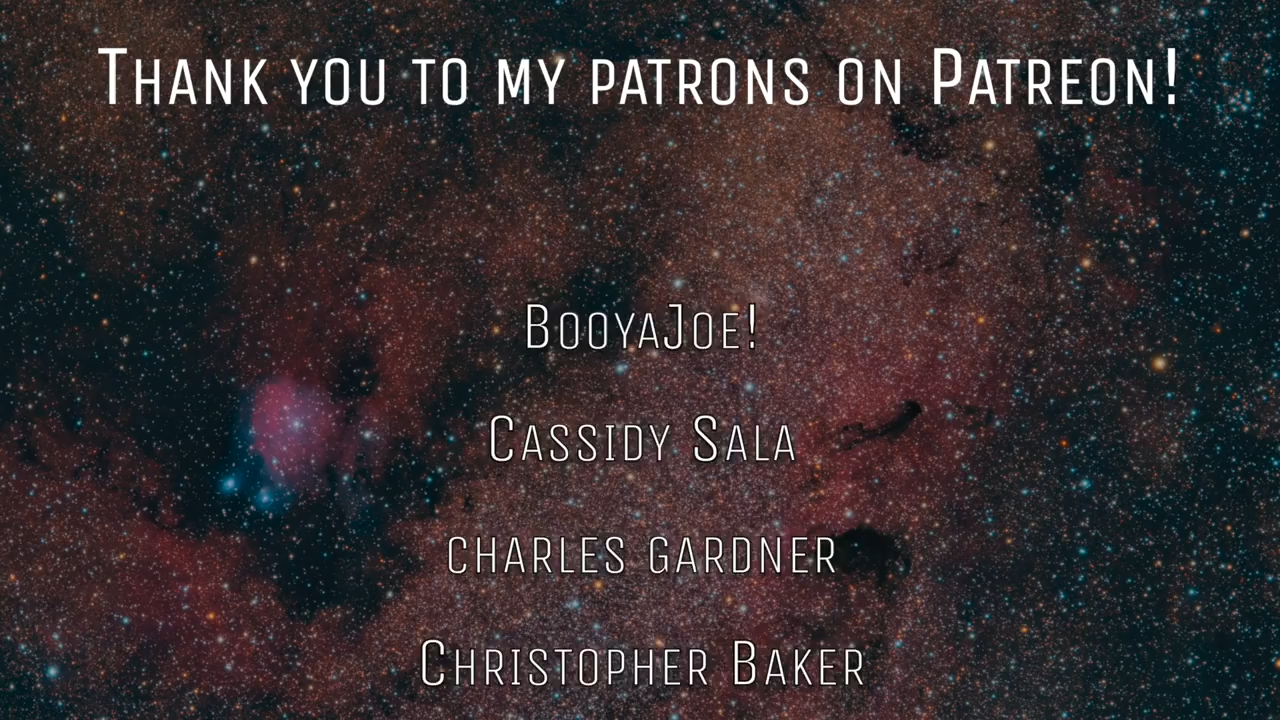 Thank you to my patrons on Patreon!
BooyaJoe!
Cassidy Sala
charles gardner
Christopher Baker